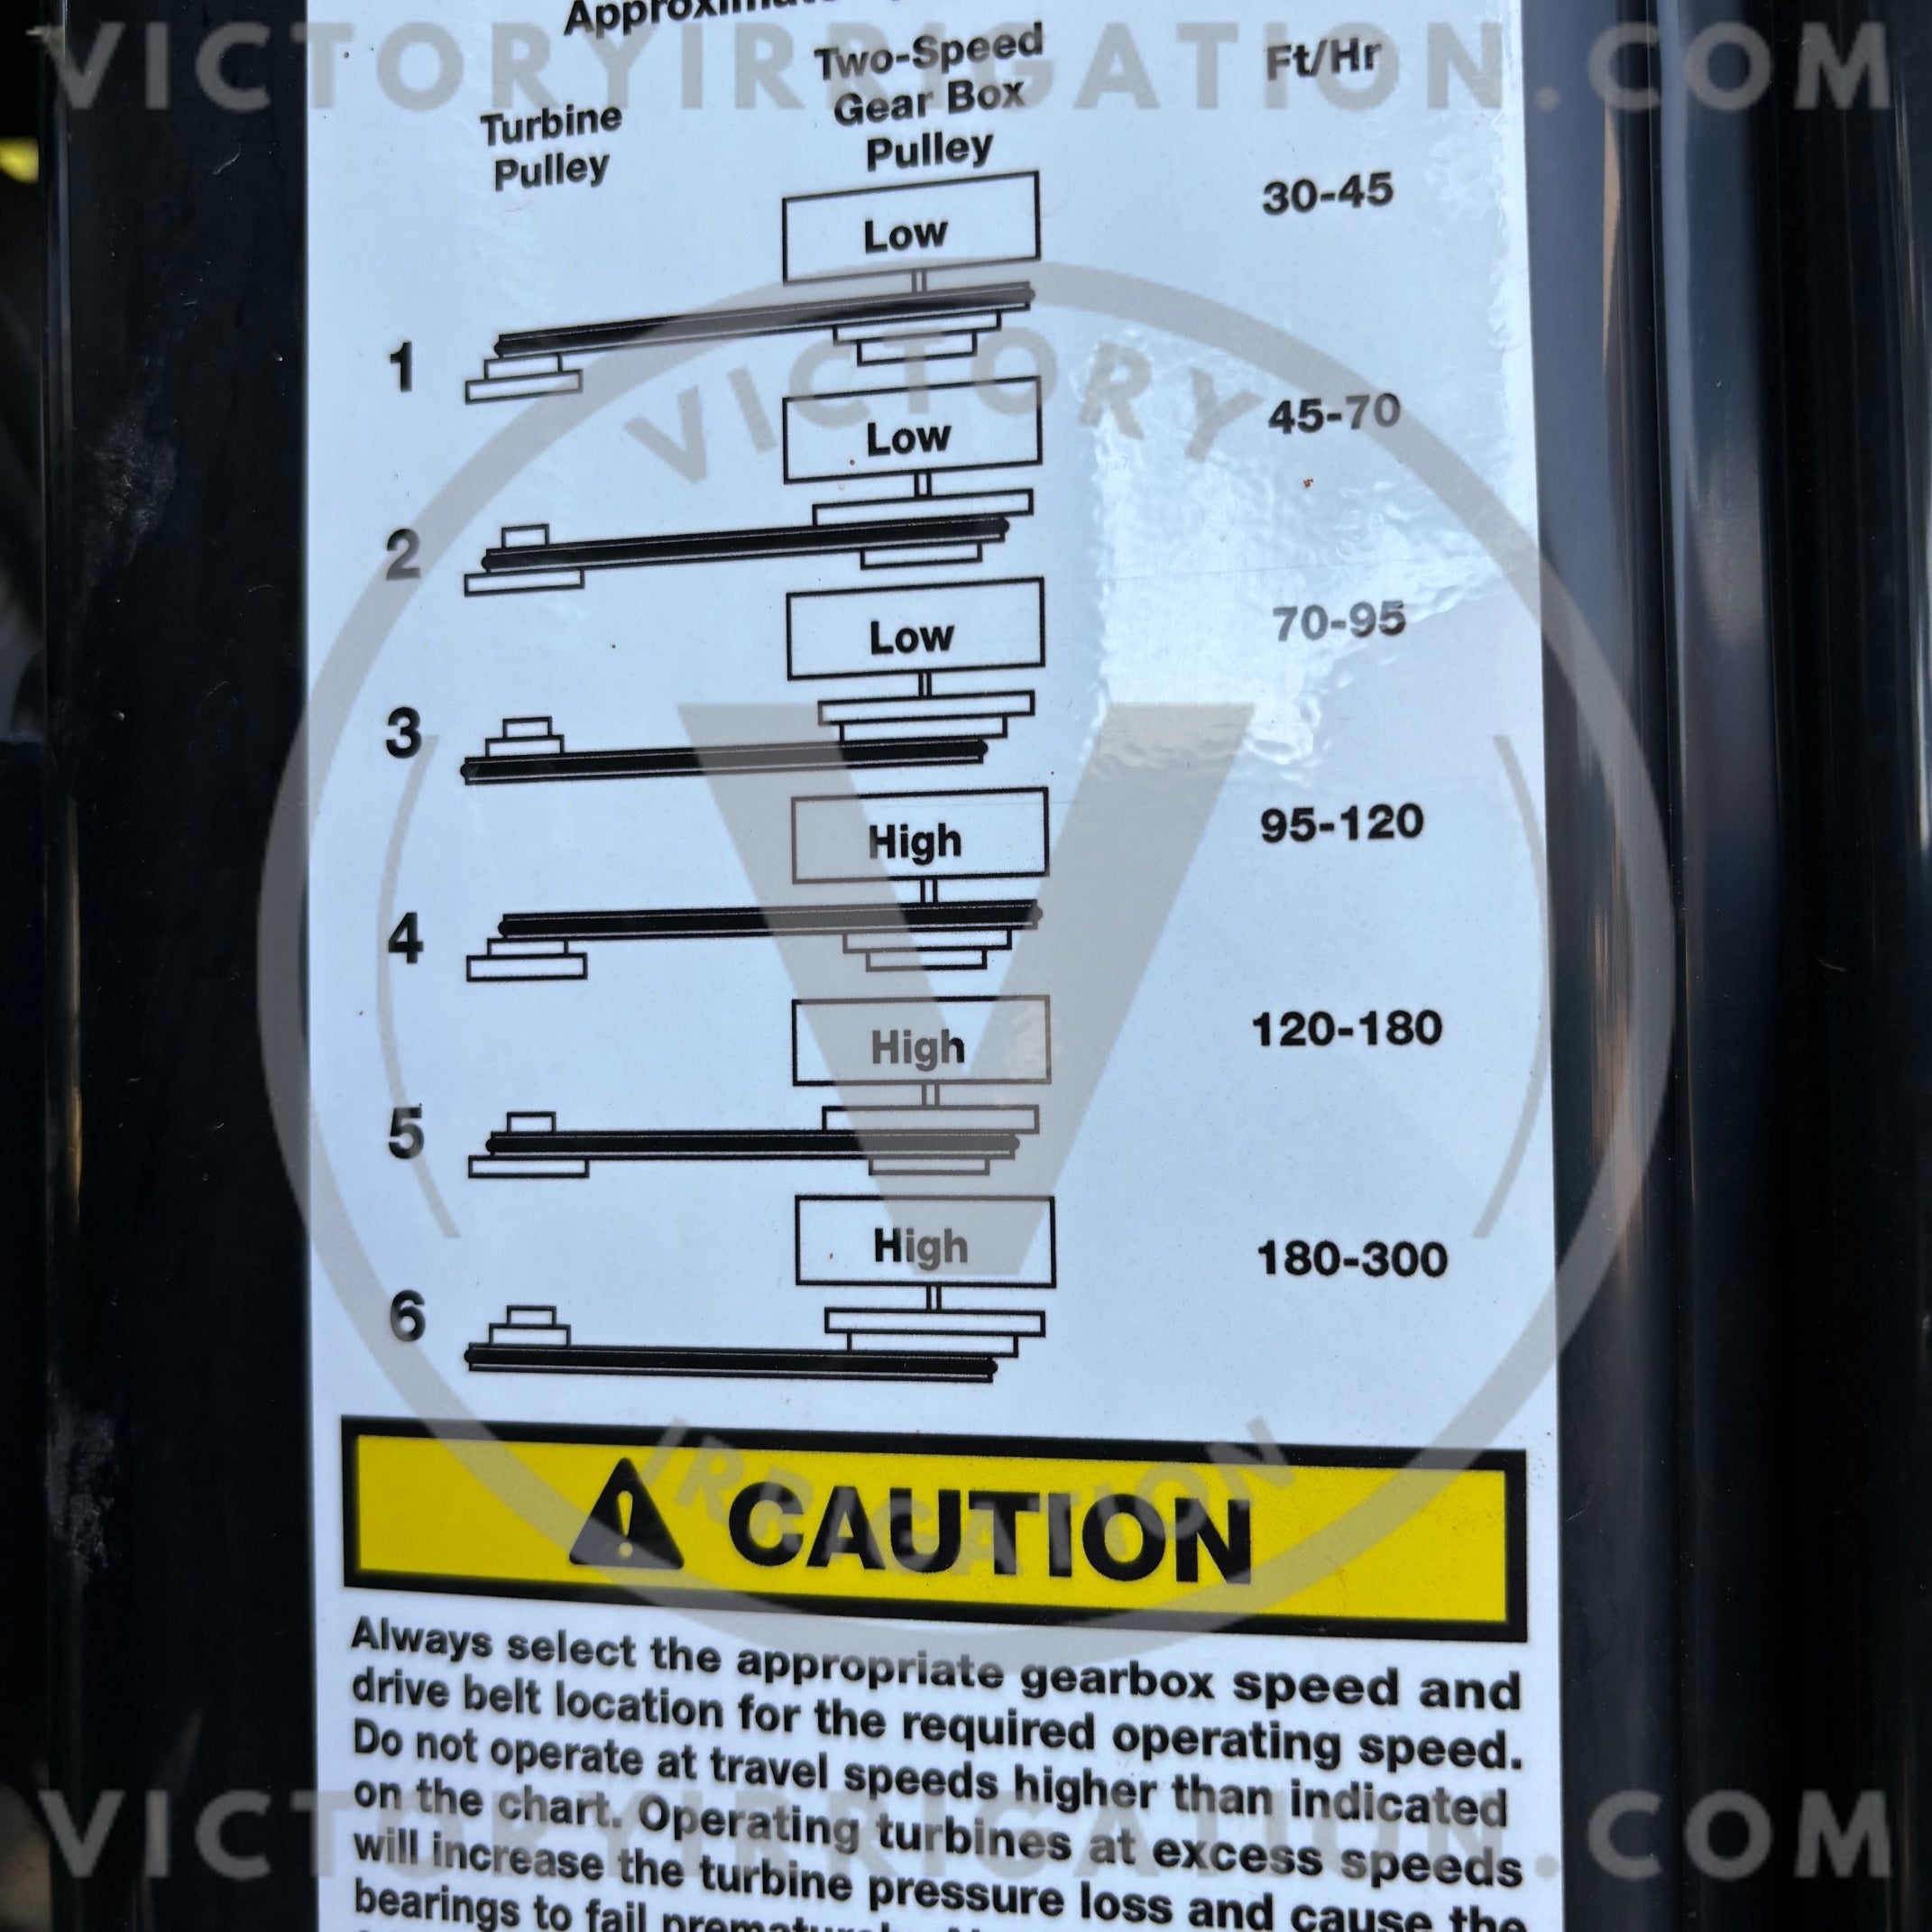 VICTORYIRRIGATION.COM
Two-Speed
Gear Box
Pulley
Ft/Hr
Turbine
Pulley
Low
30-45
1
VICTORY
Low
45-70
2
Low
70-95
3
V
High
95-120
4
High
120-180
5
High
180-300
6
IRRIGATION
CAUTION
Always select the appropriate gearbox speed and
drive belt location for the required operating speed.
Do not operate at travel speeds higher than indicated
on the chart. Operating turbines at excess speeds
will increase the turbine pressure loss and cause the
bearings to fail
VICTORYIRRIGATION.COM